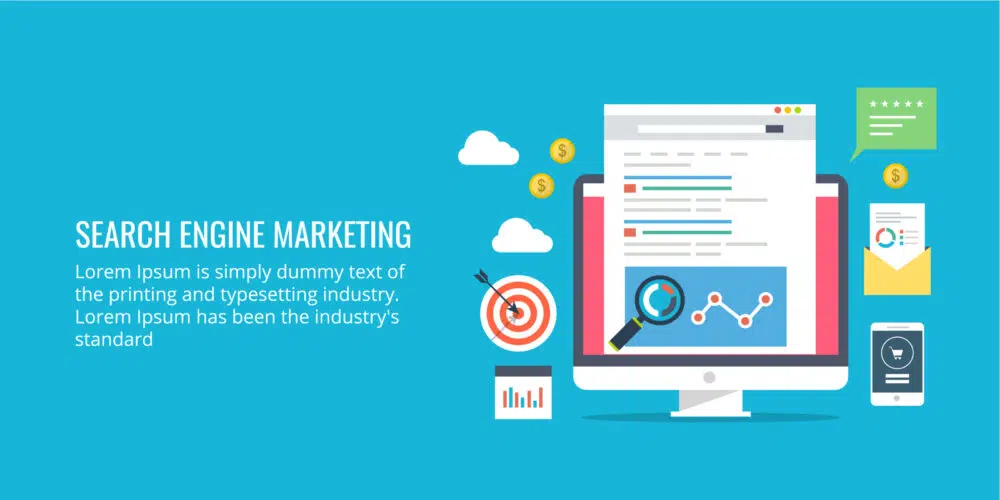 SEARCH ENGINE MARKETING
Lorem Ipsum is simply dummy text of
the printing and typesetting industry.
Lorem Ipsum has been the industry's
standard
$
$
$